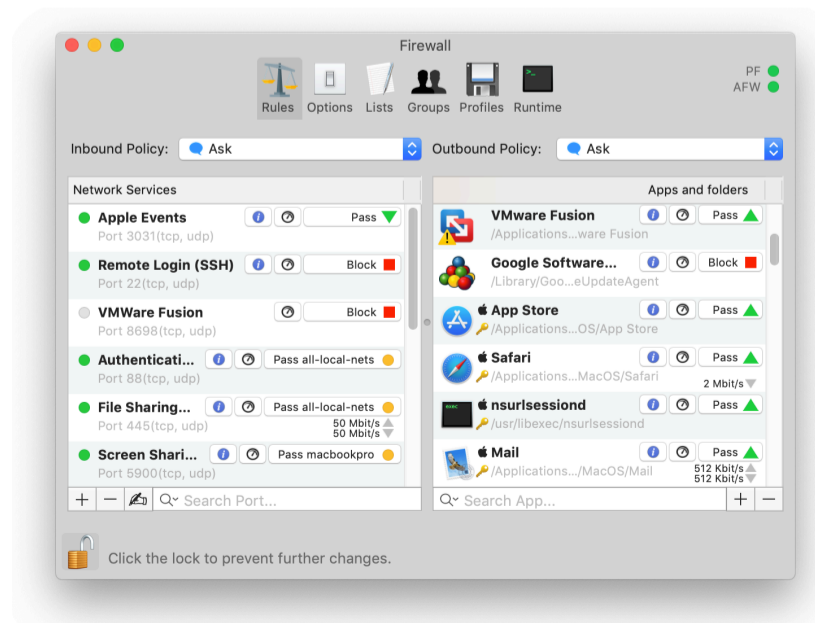 Firewall
Rules
Options
Lists
Groups
Profiles
Runtime
PF
AFW
Inbound Policy:
Ask
Outbound Policy:
Ask
Network Services
Apple Events
Pass
Port 3031(tcp, udp)
Remote Login (SSH)
Block
Port 22(tcp, udp)
VMWare Fusion
Block
Port 8698(tcp, udp)
Authenticati...
Pass all-local-nets
Port 88(tcp, udp)
File Sharing...
Pass all-local-nets
Port 445(tcp, udp)
50 Mbit/s
50 Mbit/s
Screen Shari...
Pass macbookpro
Port 5900(tcp, udp)
Search Port...
Apps and folders
VMware Fusion
Pass
/Applications...ware Fusion
Google Software...
Block
/Library/Goo...eUpdateAgent
App Store
Pass
/Applications...OS/App Store
Safari
Pass
/Applications...MacOS/Safari
2 Mbit/s
exec
nsurlsessiond
Pass
/usr/libexec/nsurlsessiond
Mail
Pass
/Applications.../MacOS/Mail
512 Kbit/s
512 Kbit/s
Search App...
Click the lock to prevent further changes.